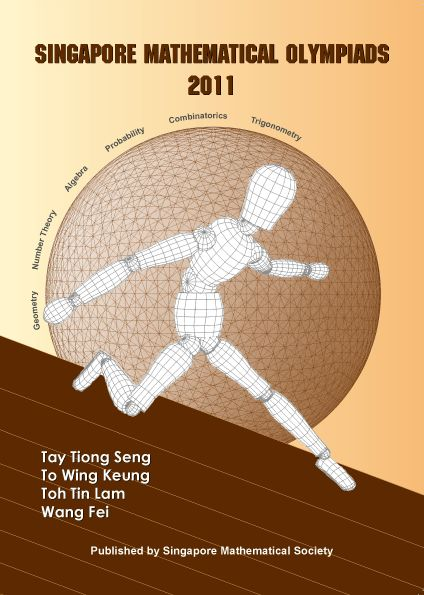 SINGAPORE MATHEMATICAL OLYMPIADS
2011
Geometry
Number Theory
Algebra
Probability
Combinatorics
Trigonometry
Tay Tiong Seng
To Wing Keung
Toh Tin Lam
Wang Fei
Published by Singapore Mathematical Society